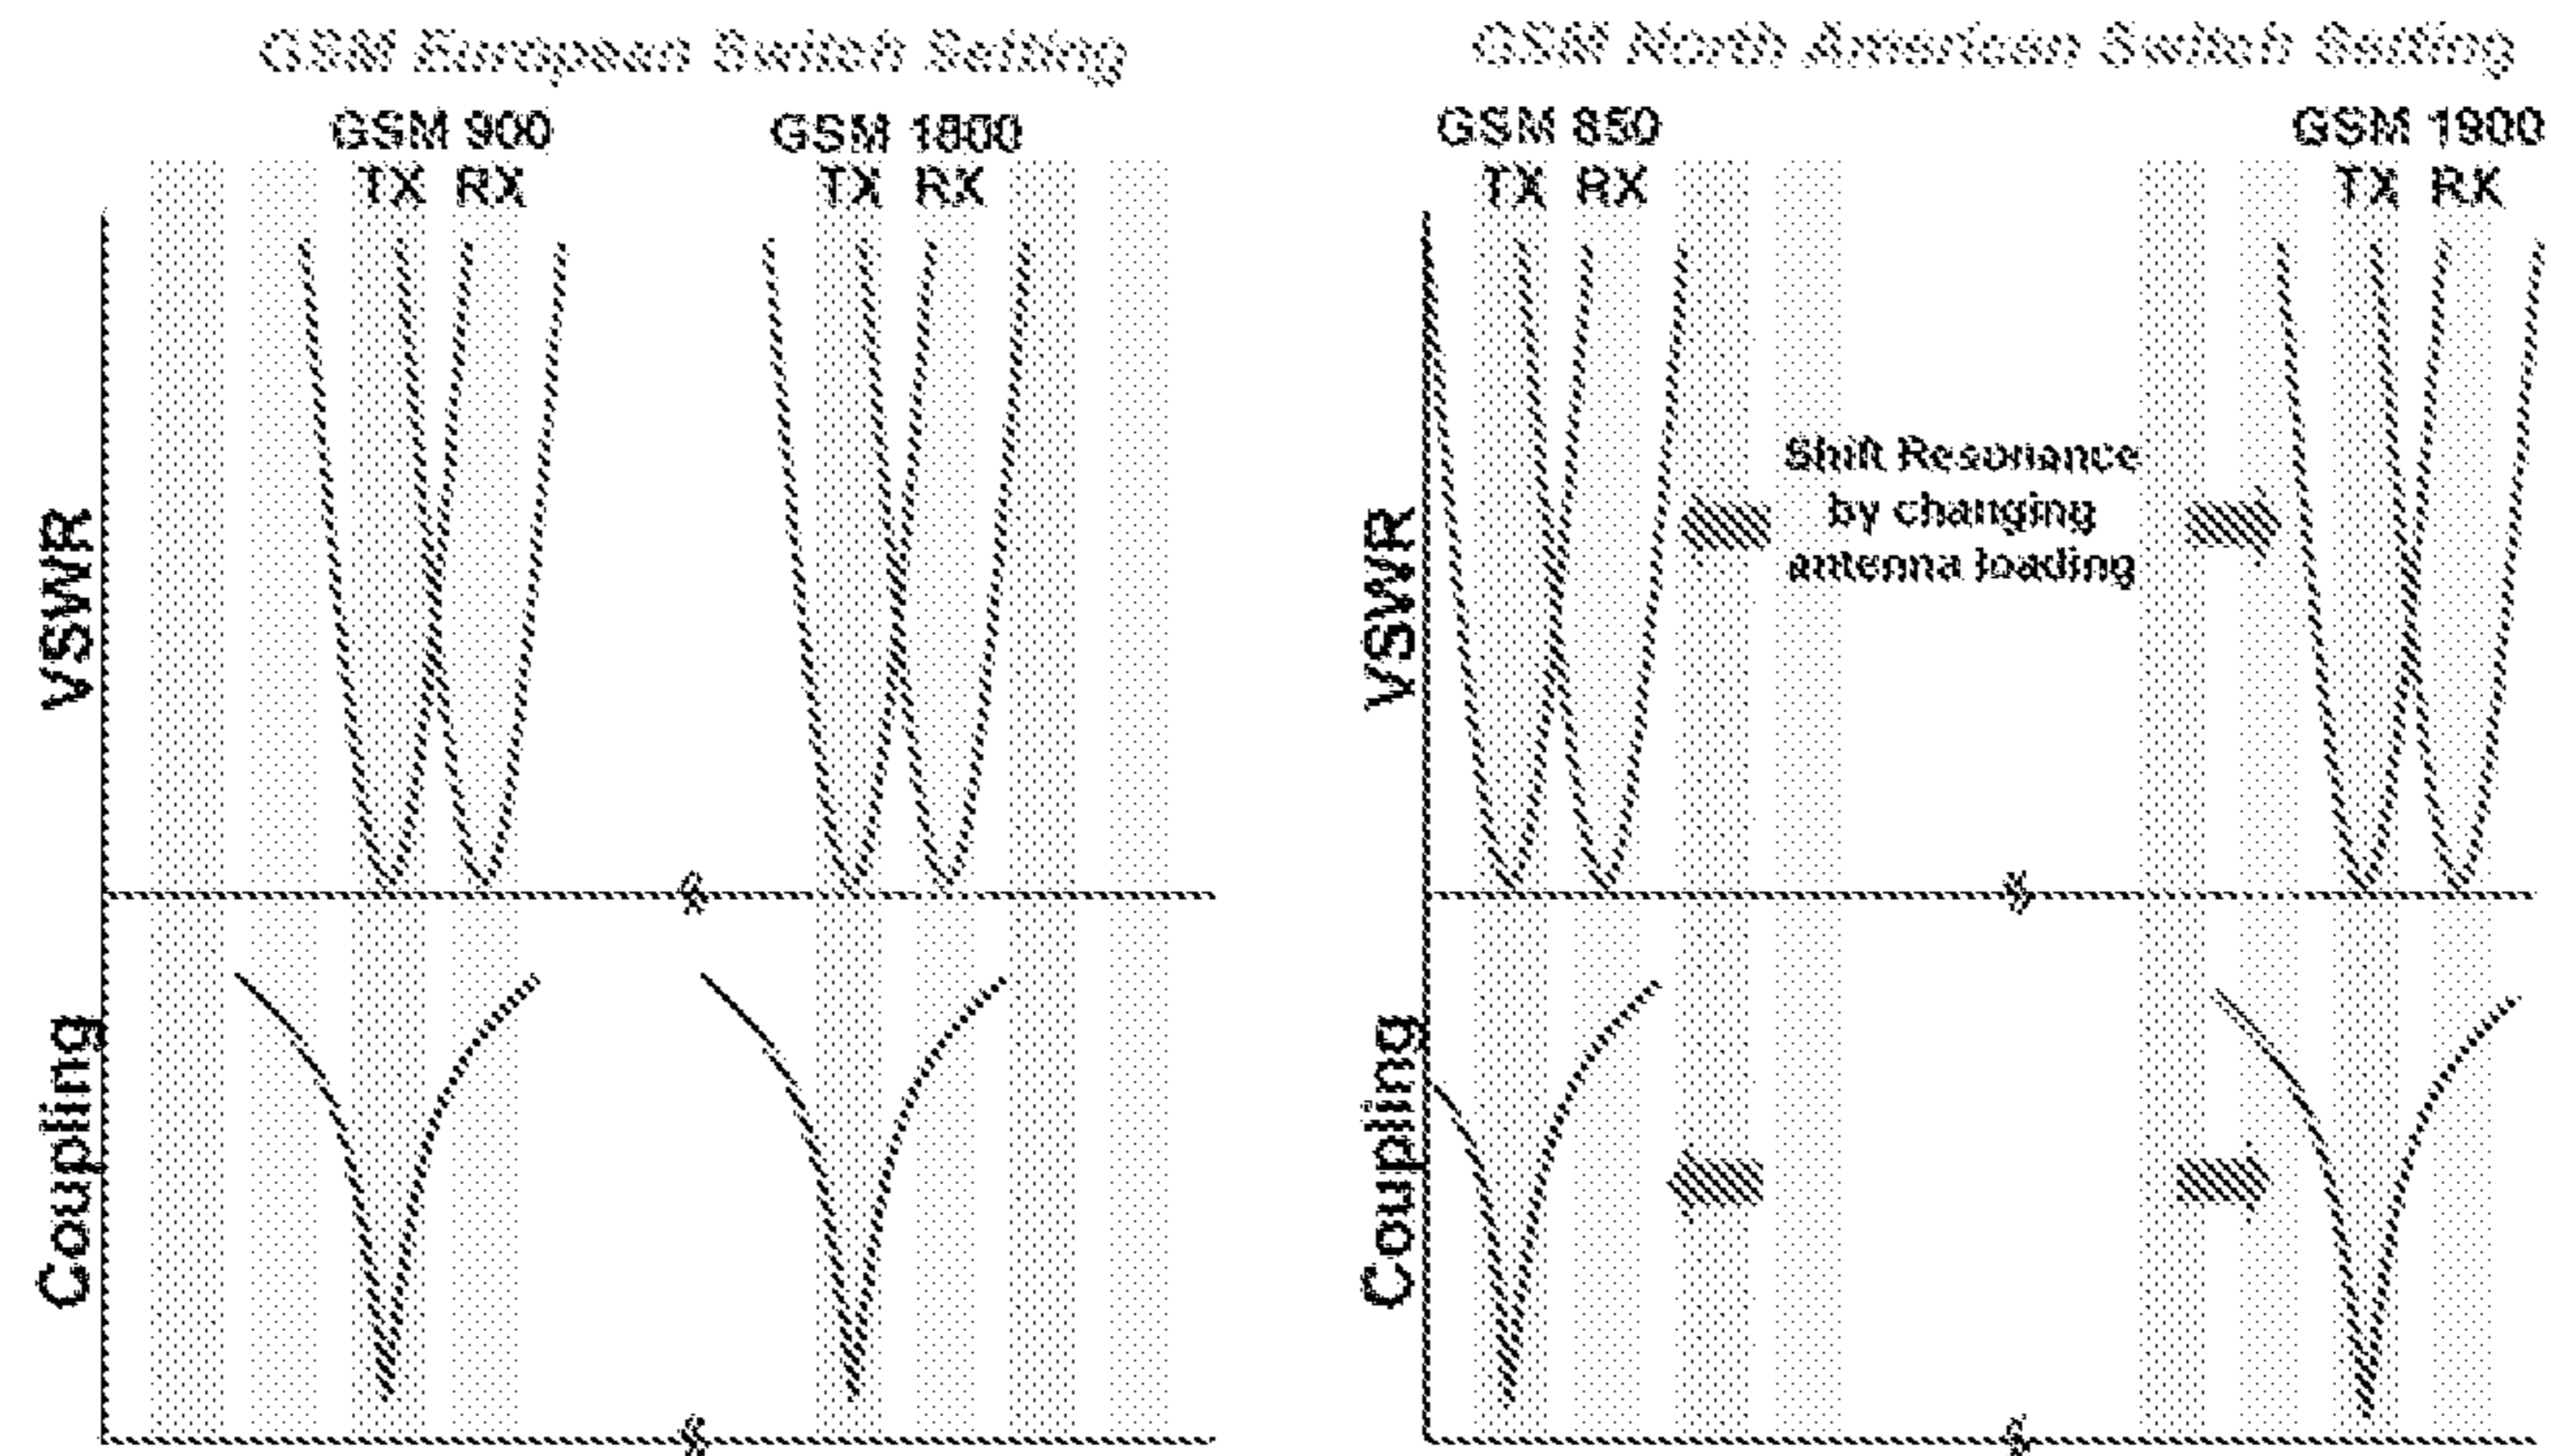 GSM European Switch Setting
GSM 900
TX RX
GSM 1800
TX RX
VSWR
Coupling
GSM North American Switch Setting
GSM 850
TX RX
GSM 1900
TX RX
VSWR
Shift Resonance
by changing
antenna loading
Coupling